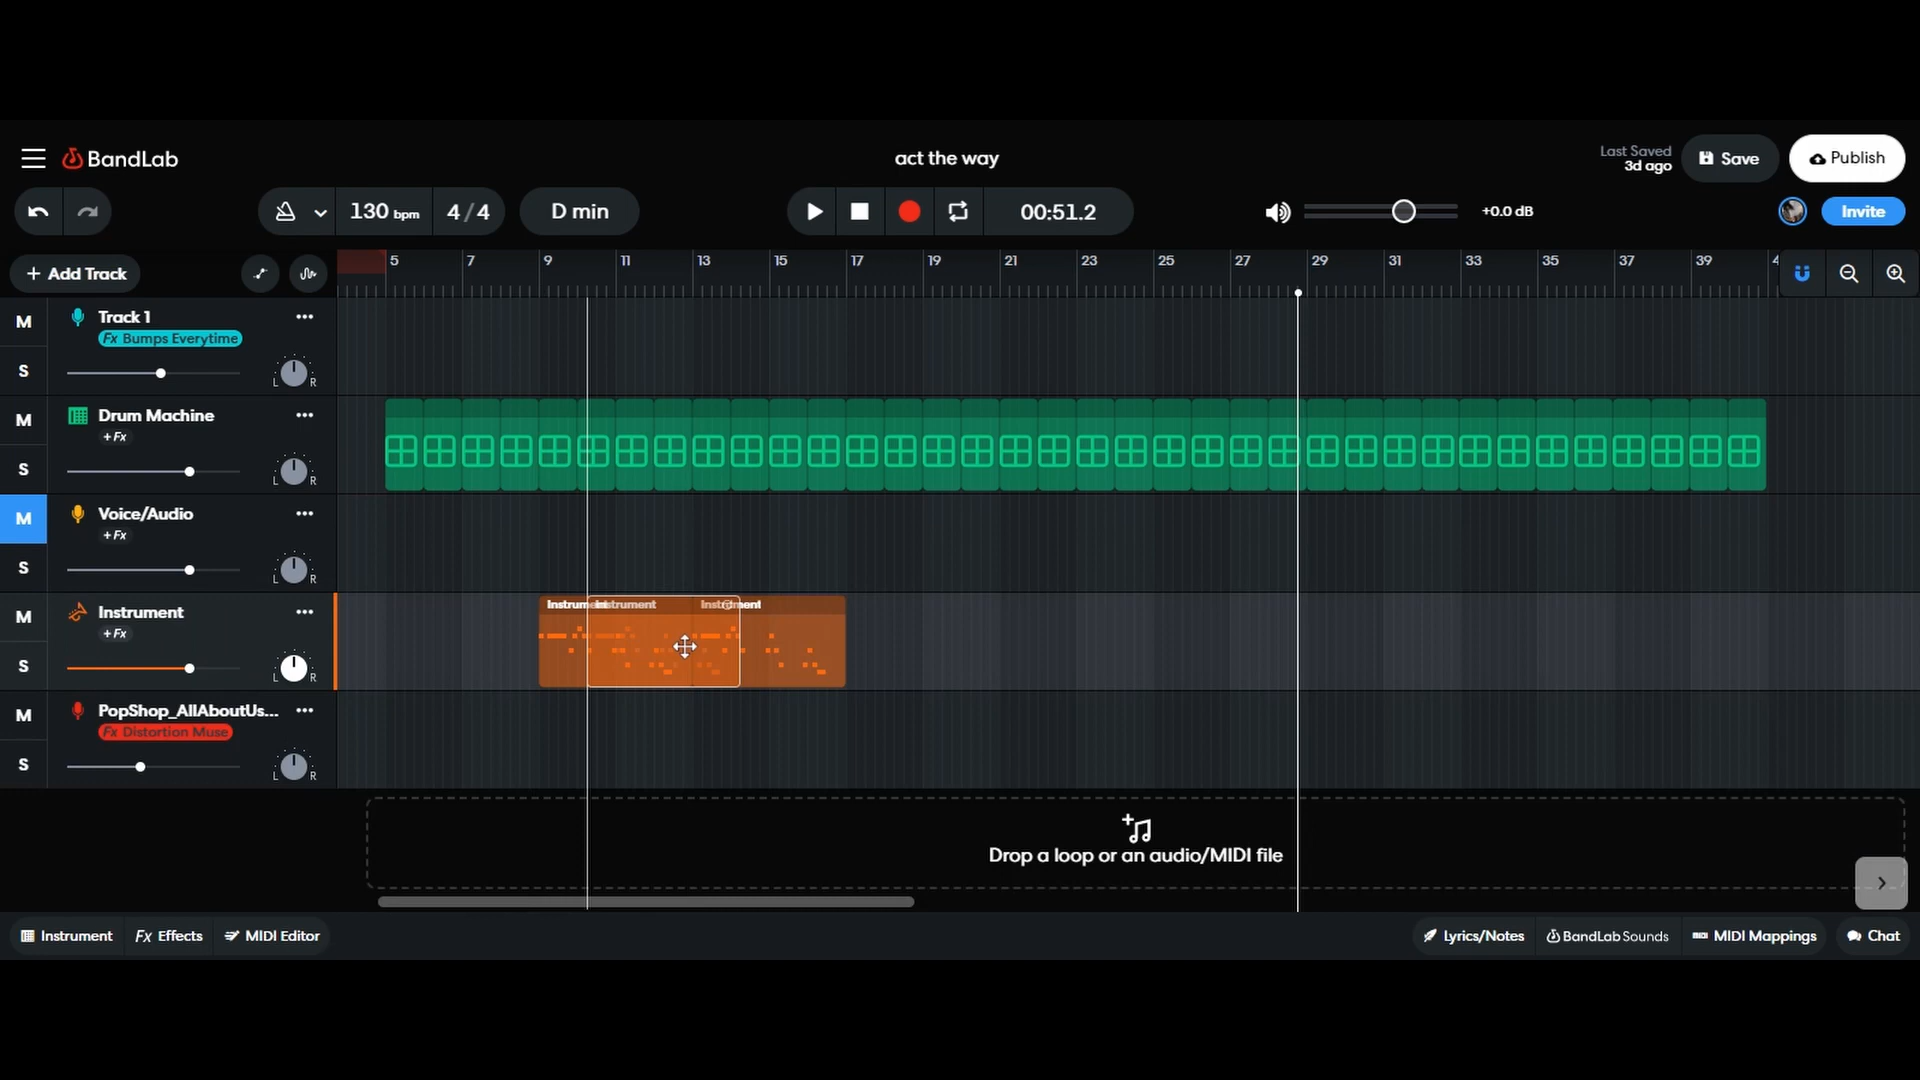 BandLab
act the way
Last Saved
3d ago
Save
Publish
130 bpm
4 / 4
D min
00:51.2
+0.0 dB
Invite
+ Add Track
5 7 9 11 13 15 17 19 21 23 25 27 29 31 33 35 37 39
M
Track 1
Fx Bumps Everytime
S
L R
M
Drum Machine
+ Fx
S
L R
M
Voice/Audio
+ Fx
S
L R
M
Instrument
+ Fx
S
L R
Instrument Instrument
M
PopShop_AllAboutUs...
Fx Distortion Muse
S
L R
Drop a loop or an audio/MIDI file
Instrument
Fx Effects
MIDI Editor
Lyrics/Notes
BandLab Sounds
MIDI Mappings
Chat